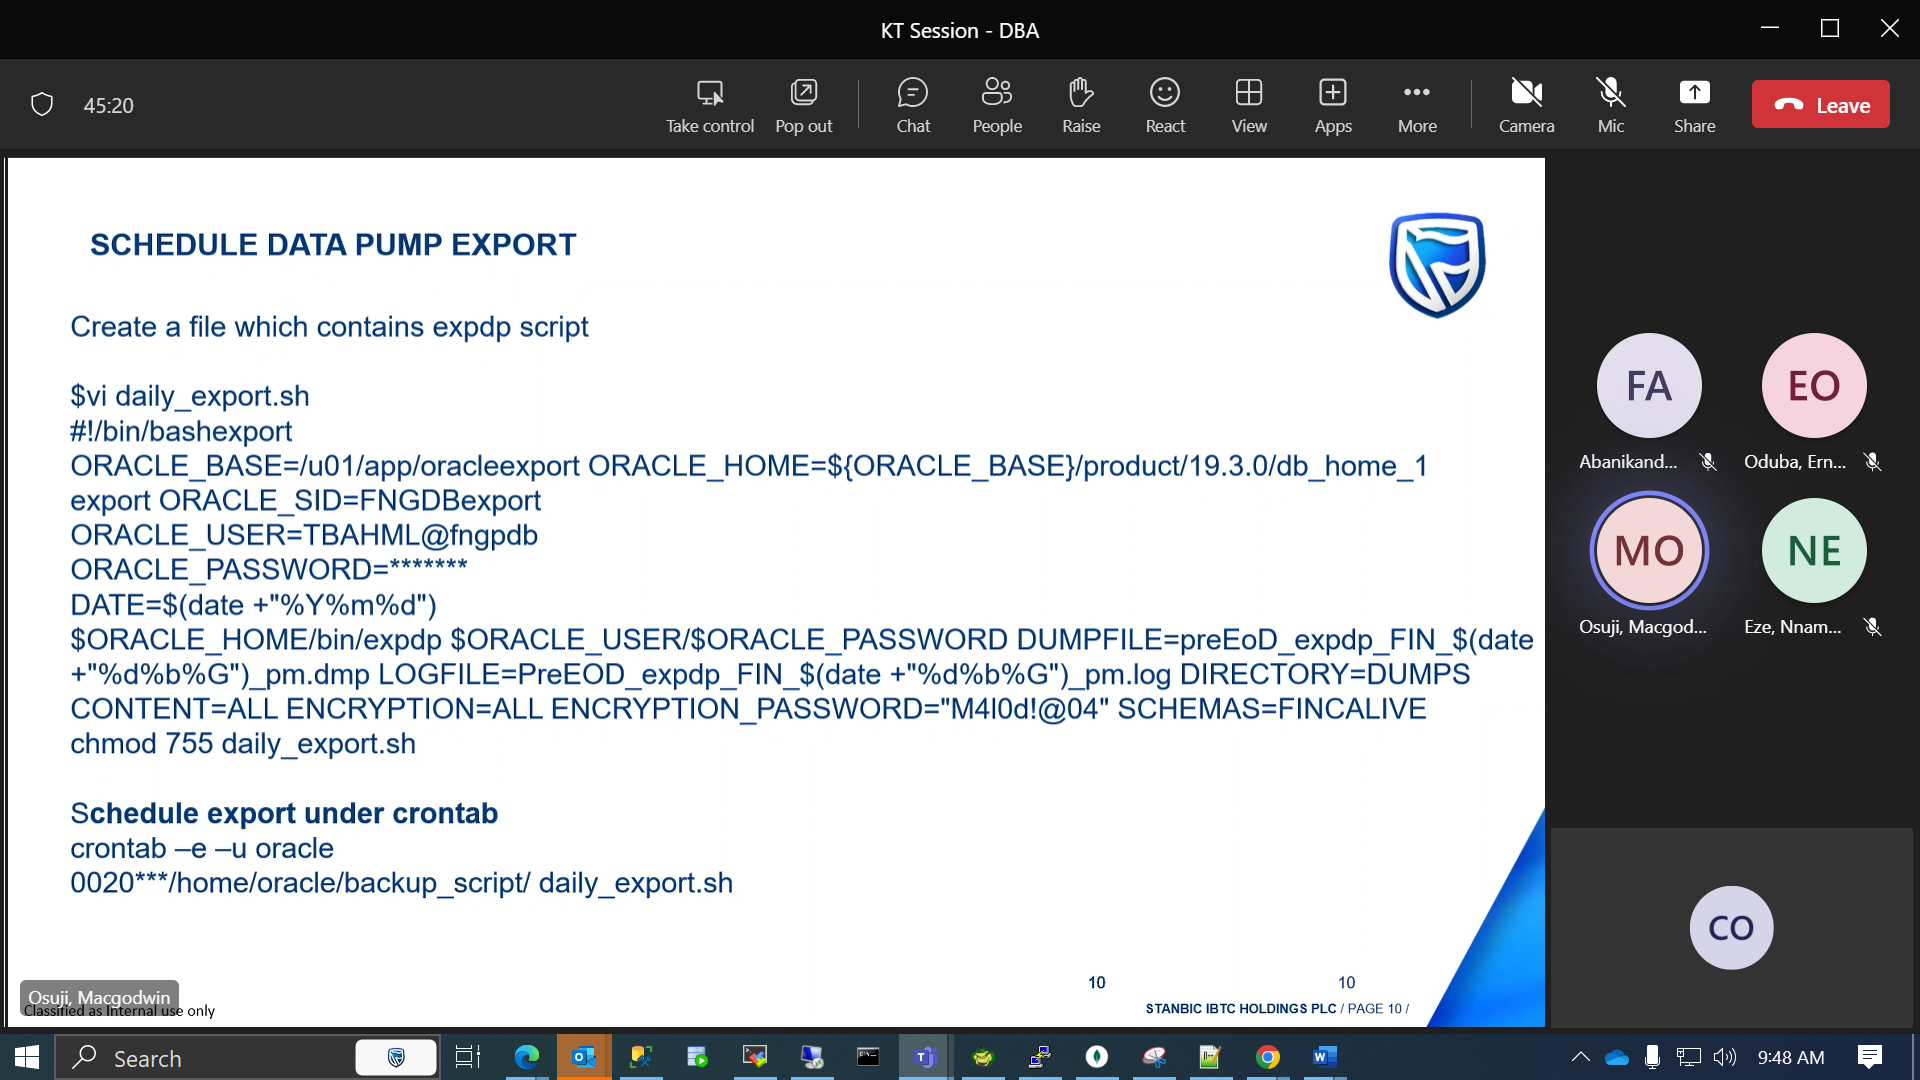 KT Session - DBA
45:20
Take control
Pop out
Chat
People
Raise
React
View
Apps
More
Camera
Mic
Share
Leave
SCHEDULE DATA PUMP EXPORT
Create a file which contains expdp script
$vi daily_export.sh
#!/bin/bashexport
ORACLE_BASE=/u01/app/oracleexport ORACLE_HOME=${ORACLE_BASE}/product/19.3.0/db_home_1
export ORACLE_SID=FNGDBexport
ORACLE_USER=TBAHML@fngpdb
ORACLE_PASSWORD=*******
DATE=$(date +"%Y%m%d")
$ORACLE_HOME/bin/expdp $ORACLE_USER/$ORACLE_PASSWORD DUMPFILE=preEoD_expdp_FIN_$(date
+"%d%b%G")_pm.dmp LOGFILE=PreEOD_expdp_FIN_$(date +"%d%b%G")_pm.log DIRECTORY=DUMPS
CONTENT=ALL ENCRYPTION=ALL ENCRYPTION_PASSWORD="M4l0d!@04" SCHEMAS=FINCALIVE
chmod 755 daily_export.sh
Schedule export under crontab
crontab –e –u oracle
0020***/home/oracle/backup_script/ daily_export.sh
10
10
STANBIC IBTC HOLDINGS PLC / PAGE 10 /
Osuji, Macgodwin
Classified as Internal use only
FA
EO
Abanikand...
Oduba, Ern...
MO
NE
Osuji, Macgod...
Eze, Nnam...
CO
Search
9:48 AM